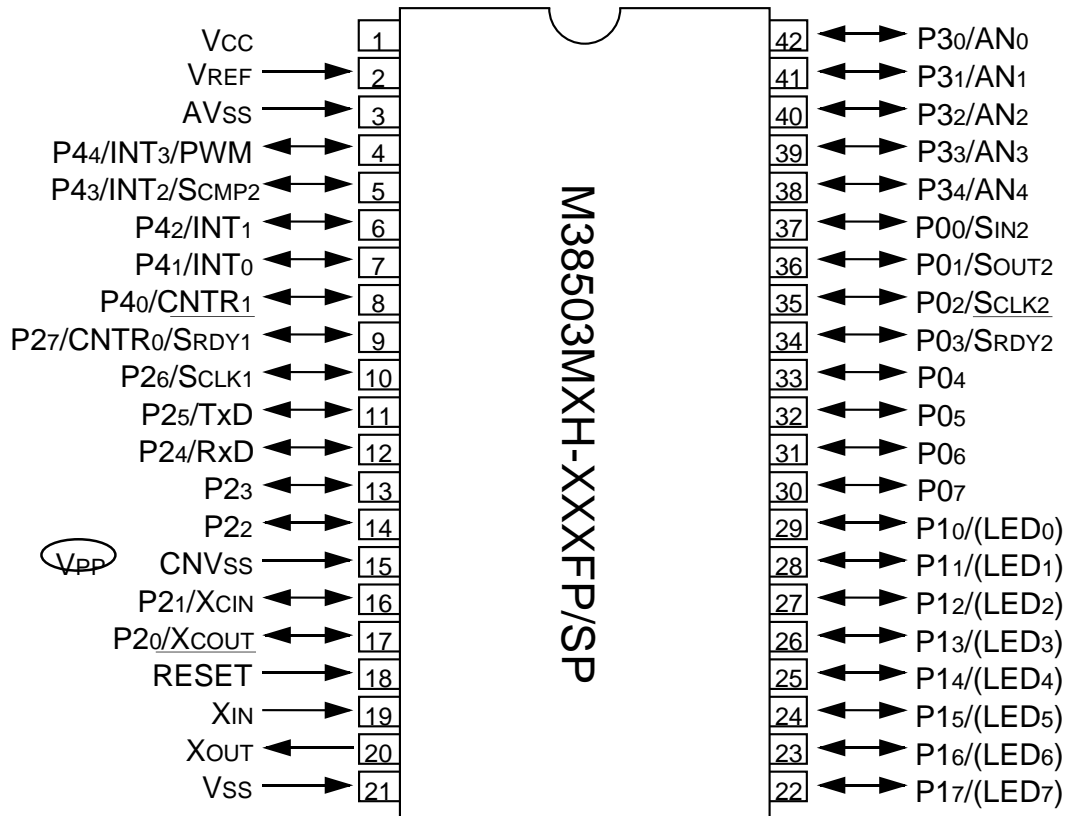 VCC 1
VREF 2
AVSS 3
P44/INT3/PWM 4
P43/INT2/SCMP2 5
P42/INT1 6
P41/INT0 7
P40/CNTR1 8
P27/CNTR0/SRDY1 9
P26/SCLK1 10
P25/TxD 11
P24/RxD 12
P23 13
P22 14
VPP CNVSS 15
P21/XCIN 16
P20/XCOUT 17
RESET 18
XIN 19
XOUT 20
VSS 21
M38503MXH-XXXFP/SP
42 P30/AN0
41 P31/AN1
40 P32/AN2
39 P33/AN3
38 P34/AN4
37 P00/SIN2
36 P01/SOUT2
35 P02/SCLK2
34 P03/SRDY2
33 P04
32 P05
31 P06
30 P07
29 P10/(LED0)
28 P11/(LED1)
27 P12/(LED2)
26 P13/(LED3)
25 P14/(LED4)
24 P15/(LED5)
23 P16/(LED6)
22 P17/(LED7)